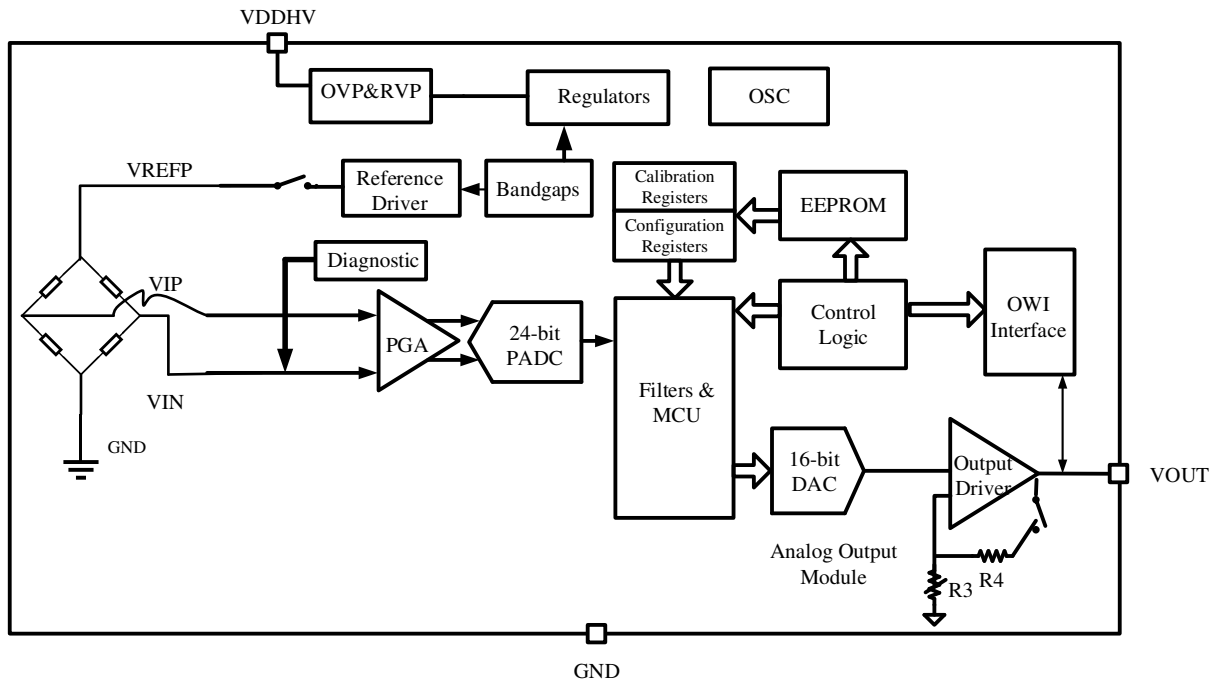 VDDHV
OVP&RVP
Regulators
OSC
VREFP
Reference
Driver
Bandgaps
Calibration
Registers
Configuration
Registers
EEPROM
Diagnostic
VIP
PGA
24-bit
PADC
Control
Logic
OWI
Interface
VIN
Filters &
MCU
GND
16-bit
DAC
Output
Driver
VOUT
Analog Output
Module
R4
R3
GND